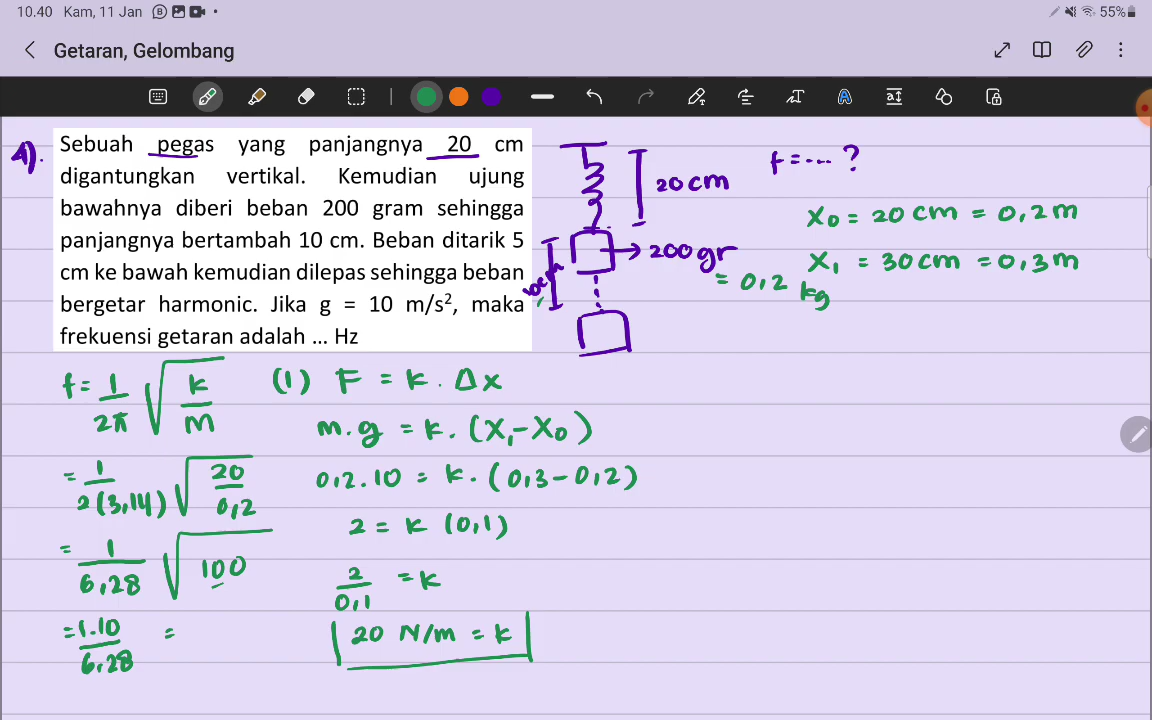 10.40 Kam, 11 Jan
55%
Getaran, Gelombang
4).
Sebuah pegas yang panjangnya 20 cm
digantungkan vertikal. Kemudian ujung
bawahnya diberi beban 200 gram sehingga
panjangnya bertambah 10 cm. Beban ditarik 5
cm ke bawah kemudian dilepas sehingga beban
bergetar harmonic. Jika g = 10 m/s², maka
frekuensi getaran adalah ... Hz
20 cm
200 gr
= 0,2 kg
10 cm
f = ... ?
x₀ = 20 cm = 0,2 m
x₁ = 30 cm = 0,3 m
f = 1/2π √k/m
= 1/2(3,14) √20/0,2
= 1/6,28 √100
= 1.10/6,28 =
(1) F = k . Δx
m.g = k. (x₁-x₀)
0,2.10 = k. (0,3-0,2)
2 = k (0,1)
2/0,1 = k
20 N/m = k